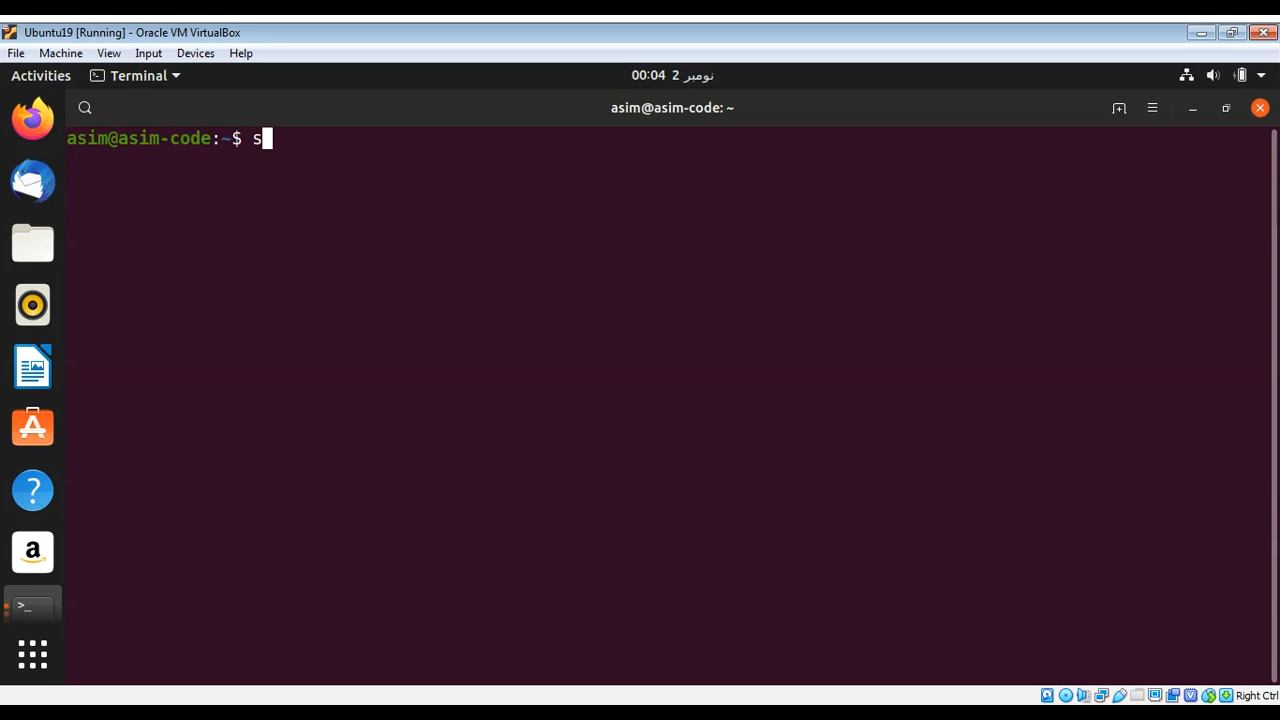 Ubuntu19 [Running] - Oracle VM VirtualBox
File Machine View Input Devices Help
Activities Terminal نومبر 2 00:04
asim@asim-code: ~
asim@asim-code:~$ s
Right Ctrl